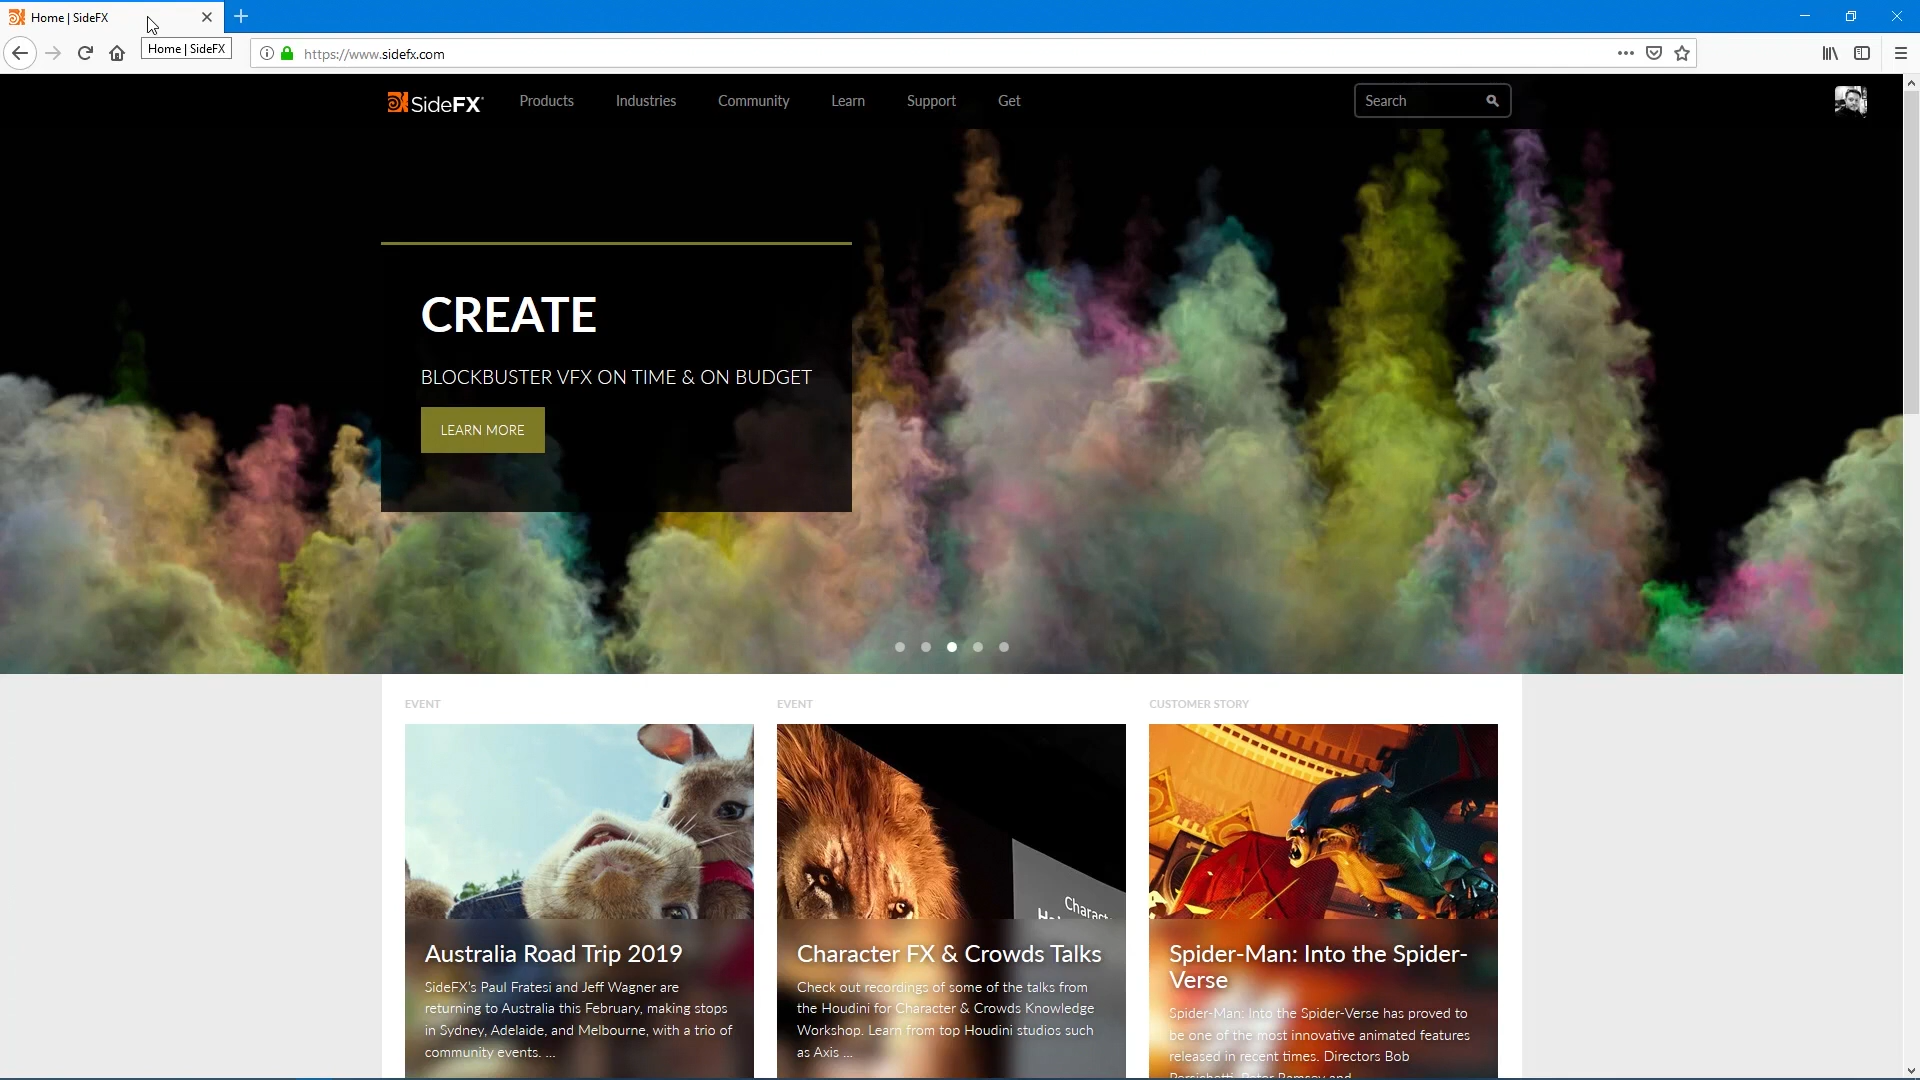 Home | SideFX
Home | SideFX
https://www.sidefx.com
SideFX
Products
Industries
Community
Learn
Support
Get
Search
CREATE
BLOCKBUSTER VFX ON TIME & ON BUDGET
LEARN MORE
EVENT
EVENT
CUSTOMER STORY
Australia Road Trip 2019
SideFX's Paul Fratesi and Jeff Wagner are
returning to Australia this February, making stops
in Sydney, Adelaide, and Melbourne, with a trio of
community events. ...
Charact
Character FX & Crowds Talks
Check out recordings of some of the talks from
the Houdini for Character & Crowds Knowledge
Workshop. Learn from top Houdini studios such
as Axis ...
Spider-Man: Into the Spider-
Verse
Spider-Man: Into the Spider-Verse has proved to
be one of the most innovative animated features
released in recent times. Directors Bob